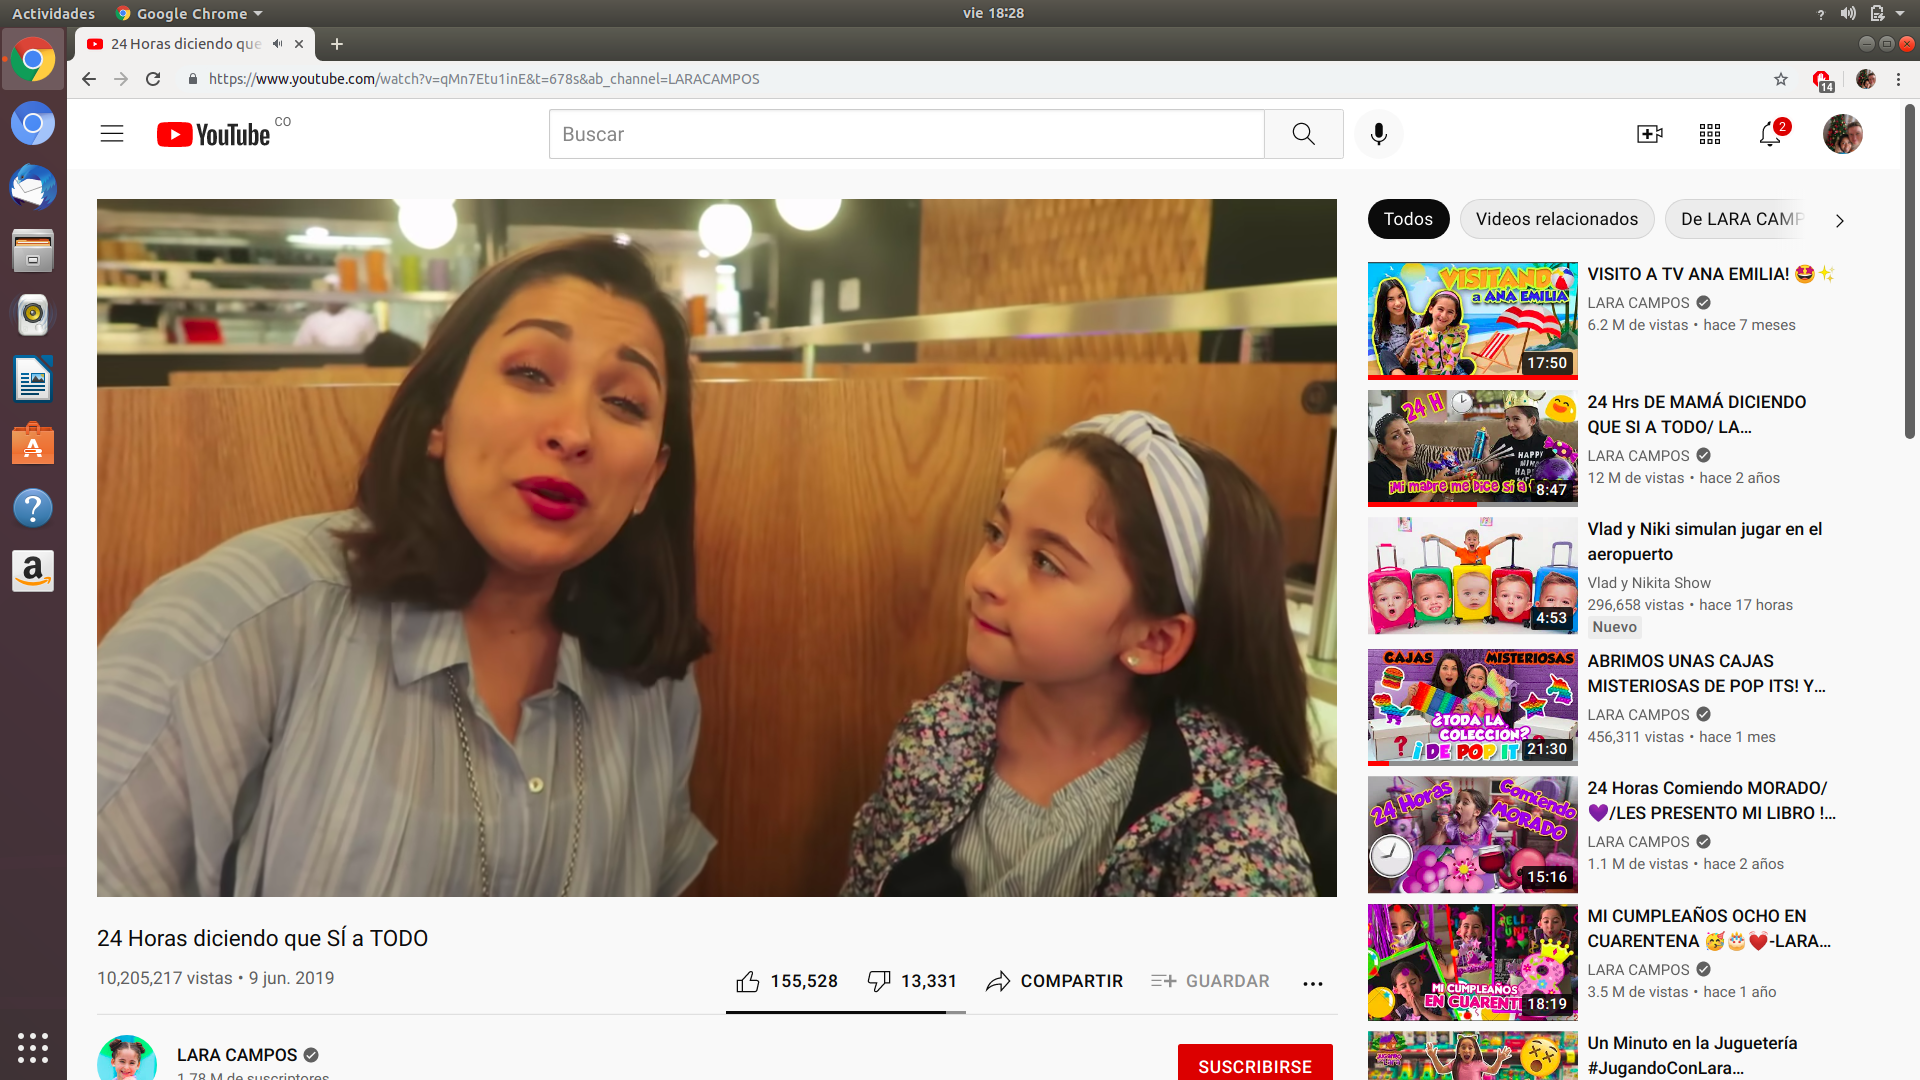 Actividades
Google Chrome
vie 18:28
24 Horas diciendo que
https://www.youtube.com/watch?v=qMn7Etu1inE&t=678s&ab_channel=LARACAMPOS
14
YouTube CO
Buscar
2
Todos
Videos relacionados
De LARA CAMP
VISITANDO
a ANA EMILIA
17:50
VISITO A TV ANA EMILIA! 🤩✨
LARA CAMPOS
6.2 M de vistas • hace 7 meses
24 H
HAPPY
¡Mi madre me dice sí a
8:47
24 Hrs DE MAMÁ DICIENDO
QUE SI A TODO/ LA...
LARA CAMPOS
12 M de vistas • hace 2 años
4:53
Vlad y Niki simulan jugar en el
aeropuerto
Vlad y Nikita Show
296,658 vistas • hace 17 horas
Nuevo
CAJAS MISTERIOSAS
¿TODA LA
COLECCIÓN?
¡DE POP IT
21:30
ABRIMOS UNAS CAJAS
MISTERIOSAS DE POP ITS! Y...
LARA CAMPOS
456,311 vistas • hace 1 mes
24 Horas Comiendo
MORADO
15:16
24 Horas Comiendo MORADO/
💜/LES PRESENTO MI LIBRO !...
LARA CAMPOS
1.1 M de vistas • hace 2 años
MI CUMPLEAÑOS
EN CUARENT
18:19
MI CUMPLEAÑOS OCHO EN
CUARENTENA 🥳🎂💓-LARA...
LARA CAMPOS
3.5 M de vistas • hace 1 año
Un Minuto en la Juguetería
#JugandoConLara...
24 Horas diciendo que SÍ a TODO
10,205,217 vistas • 9 jun. 2019
155,528
13,331
COMPARTIR
GUARDAR
LARA CAMPOS
1.78 M de suscriptores
SUSCRIBIRSE